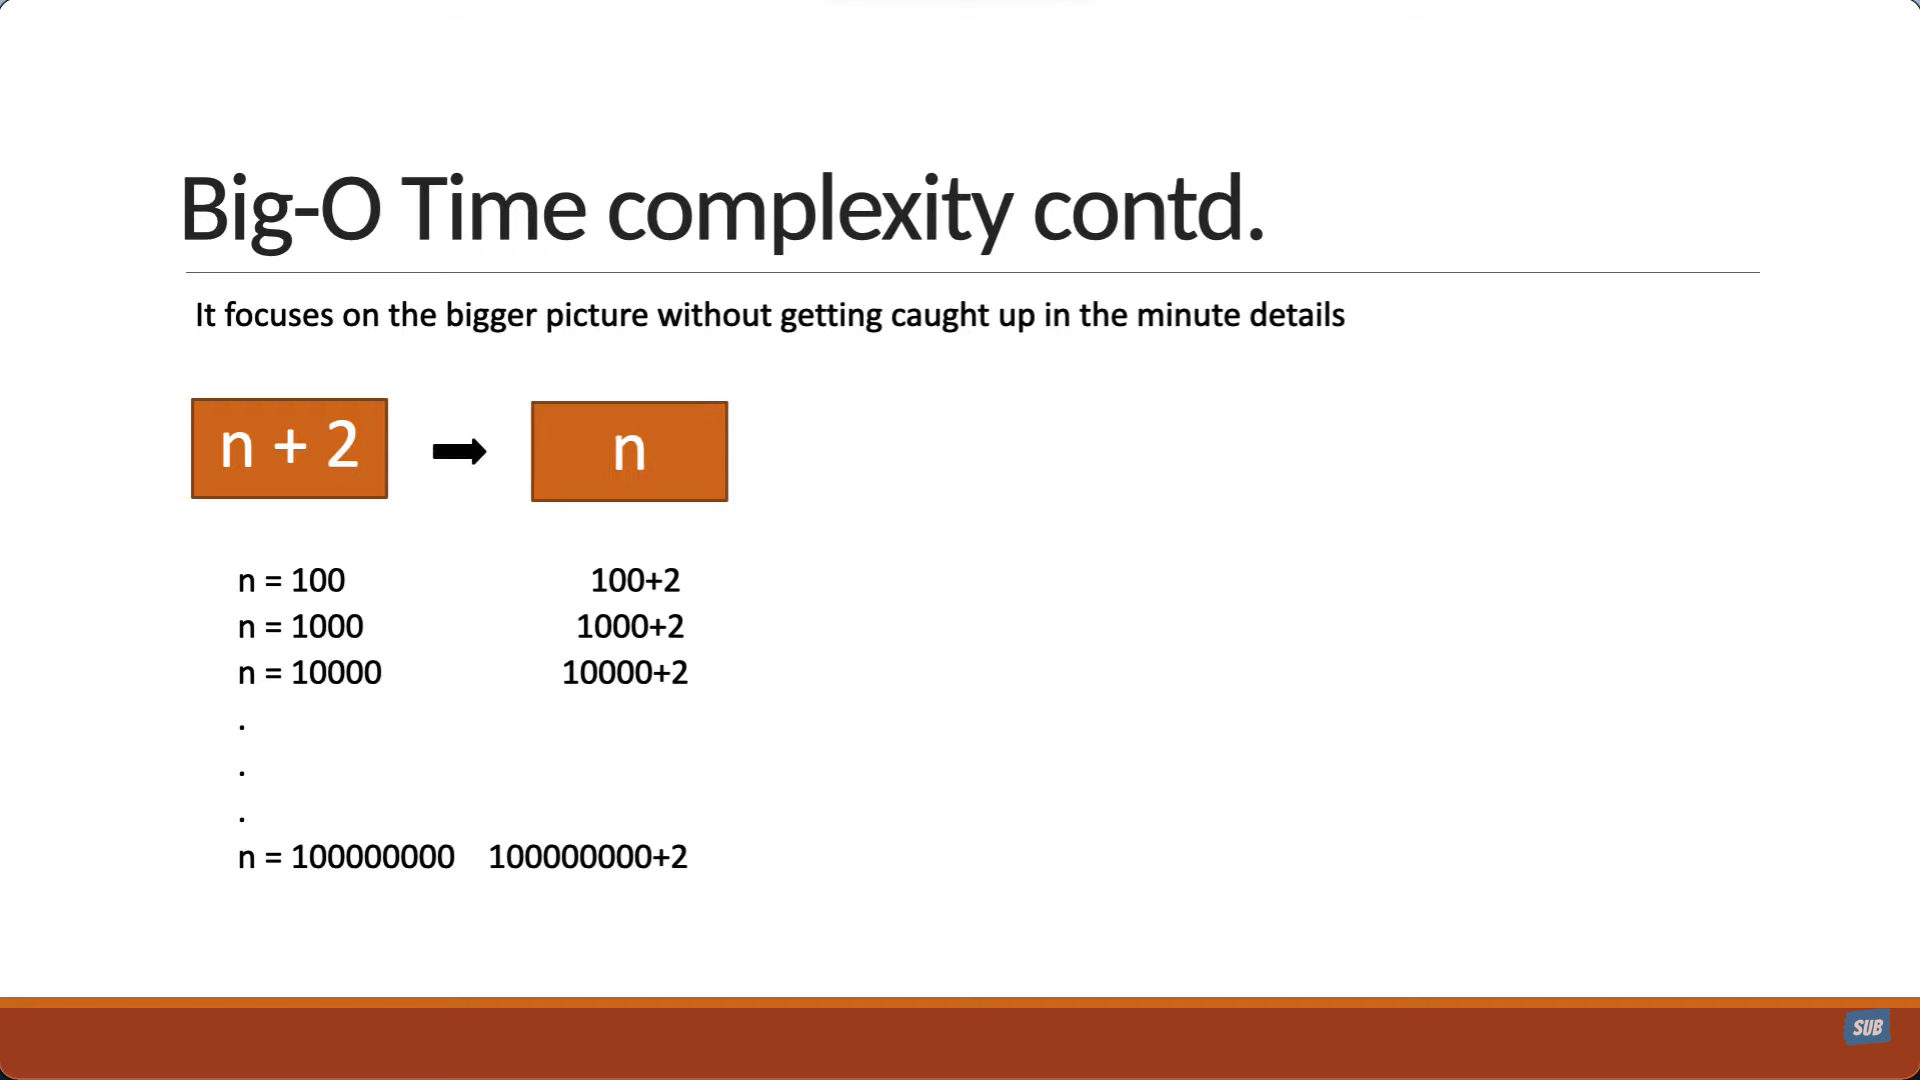 Big-O Time complexity contd.
It focuses on the bigger picture without getting caught up in the minute details
n + 2
n
n = 100 100+2
n = 1000 1000+2
n = 10000 10000+2
.
.
.
n = 100000000 100000000+2
SUB